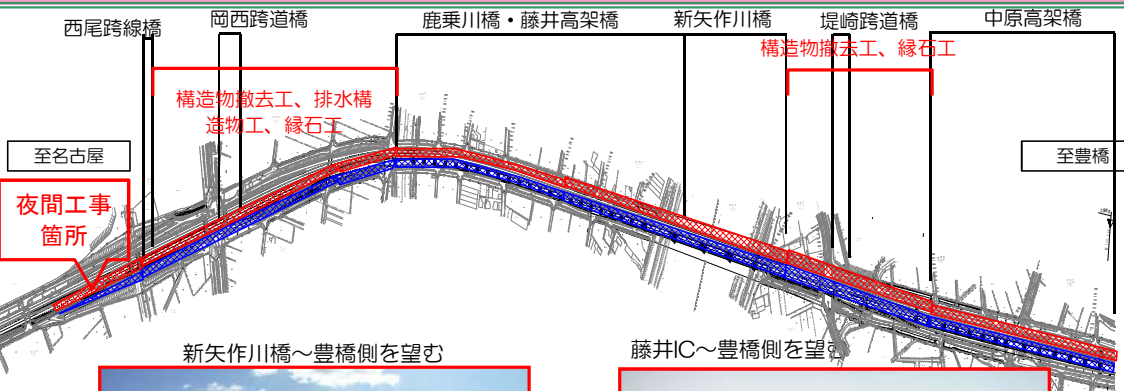 西尾跨線橋
岡西跨道橋
鹿乗川橋・藤井高架橋
新矢作川橋
堤崎跨道橋
中原高架橋
構造物撤去工、縁石工
構造物撤去工、排水構
造物工、縁石工
至名古屋
至豊橋
夜間工事
箇所
新矢作川橋～豊橋側を望む
藤井IC～豊橋側を望む